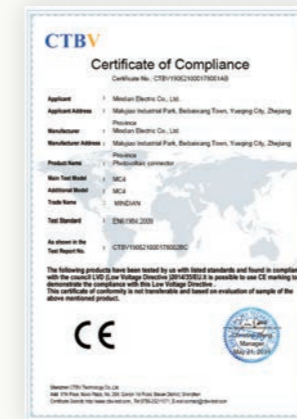 CTBV
Certificate of Compliance
Certificate No.: CTBV190521000176001AB
Applicant : Mindian Electric Co., Ltd.
Applicant Address : Malujiao Industrial Park, Beibaixiang Town, Yueqing City, Zhejiang
Province
Manufacturer : Mindian Electric Co., Ltd.
Manufacturer Address : Malujiao Industrial Park, Beibaixiang Town, Yueqing City, Zhejiang
Province
Product Name : Photovoltaic connector
Main Test Model : MC4
Additional Model : MC4
Trade Name : MINDIAN
Test Standard : EN61984:2009
As shown in the
Test Report No. :
The following products have been tested by us with listed standards and found in complian
with the council LVD (Low Voltage Directive )2014/35/EU.It is possible to use CE marking to
demonstrate the compliance with this Low Voltage Directive .
This certificate of conformity is not transferable and based on evaluation of sample of the
above mentioned product.
CE
Manager
May 21, 2019